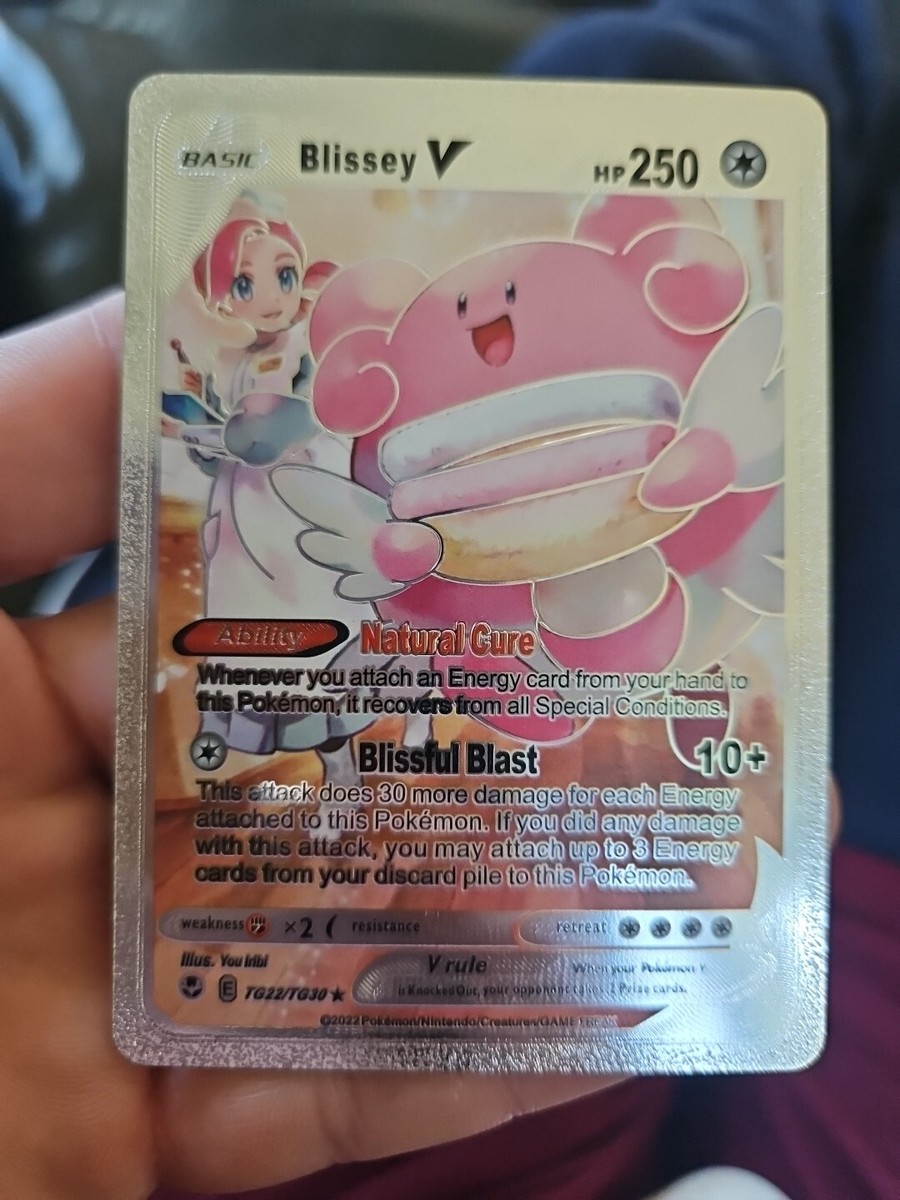 BASIC Blissey V HP 250
Ability Natural Cure
Whenever you attach an Energy card from your hand to
this Pokémon, it recovers from all Special Conditions.
Blissful Blast 10+
This attack does 30 more damage for each Energy
attached to this Pokémon. If you did any damage
with this attack, you may attach up to 3 Energy
cards from your discard pile to this Pokémon.
weakness ×2 resistance retreat
Illus. You Iribi
V rule When your Pokémon V
E TG22/TG30 is Knocked Out, your opponent takes 2 Prize cards.
©2022 Pokémon/Nintendo/Creatures/GAME FREAK